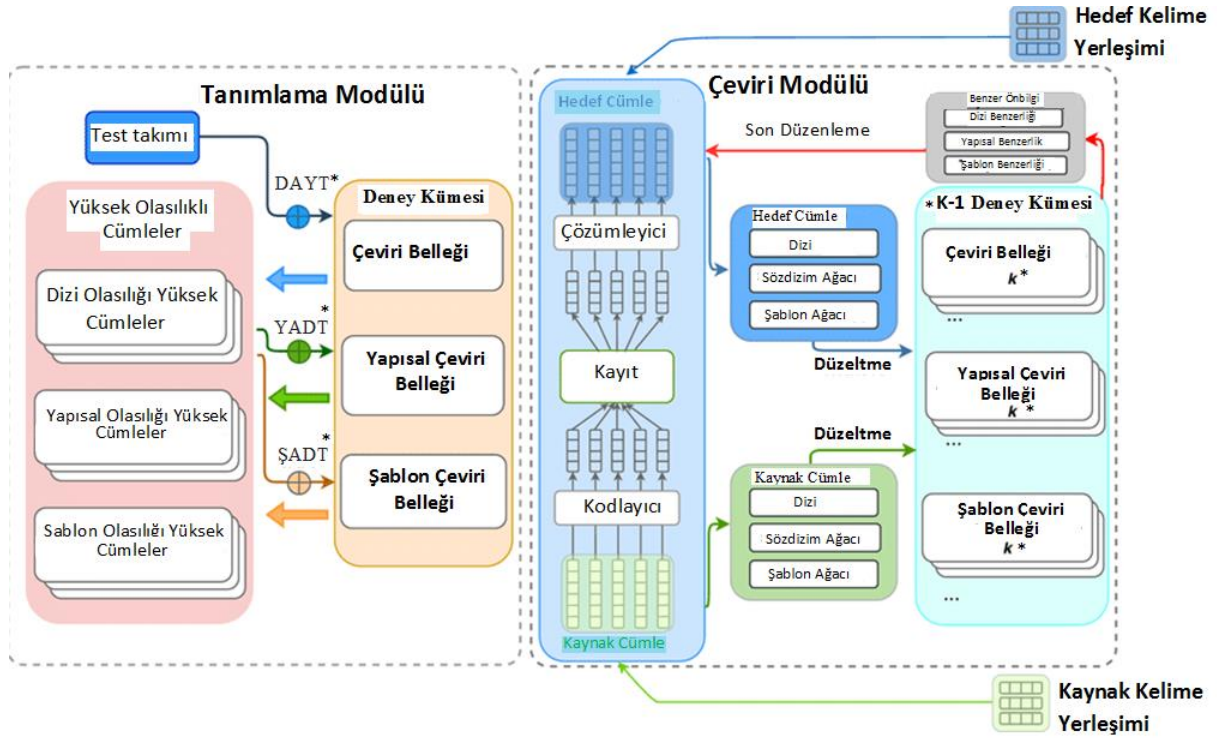 Hedef Kelime
Yerleşimi
Tanımlama Modülü
Test takımı
DAYT*
Yüksek Olasılıklı
Cümleler
Dizi Olasılığı Yüksek
Cümleler
YADT*
Yapısal Olasılığı Yüksek
Cümleler
ŞADT*
Sablon Olasılığı Yüksek
Cümleler
Deney Kümesi
Çeviri Belleği
Yapısal Çeviri
Belleği
Şablon Çeviri
Belleği
Çeviri Modülü
Hedef Cümle
Çözümleyici
Kayıt
Kodlayıcı
Kaynak Cümle
Son Düzenleme
Benzer Önbilgi
Dizi Benzerliği
Yapısal Benzerlik
Şablon Benzerliği
Hedef Cümle
Dizi
Sözdizim Ağacı
Şablon Ağacı
Düzeltme
Düzeltme
Kaynak Cümle
Dizi
Sözdizim Ağacı
Şablon Ağacı
*K-1 Deney Kümesi
Çeviri Belleği
k*
...
Yapısal Çeviri
Belleği
k*
...
Şablon Çeviri
Belleği
k*
...
Kaynak Kelime
Yerleşimi